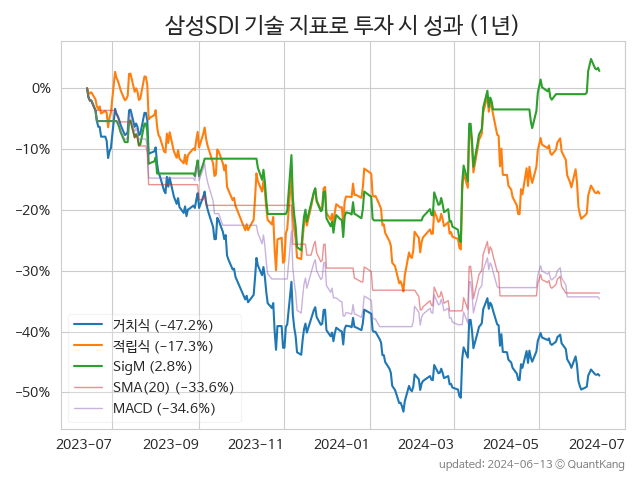 삼성SDI 기술 지표로 투자 시 성과 (1년)
0%
−10%
−20%
−30%
−40%
−50%
거치식 (−47.2%)
적립식 (−17.3%)
SigM (2.8%)
SMA(20) (−33.6%)
MACD (−34.6%)
2023-07 2023-09 2023-11 2024-01 2024-03 2024-05 2024-07
updated: 2024-06-13 © QuantKang